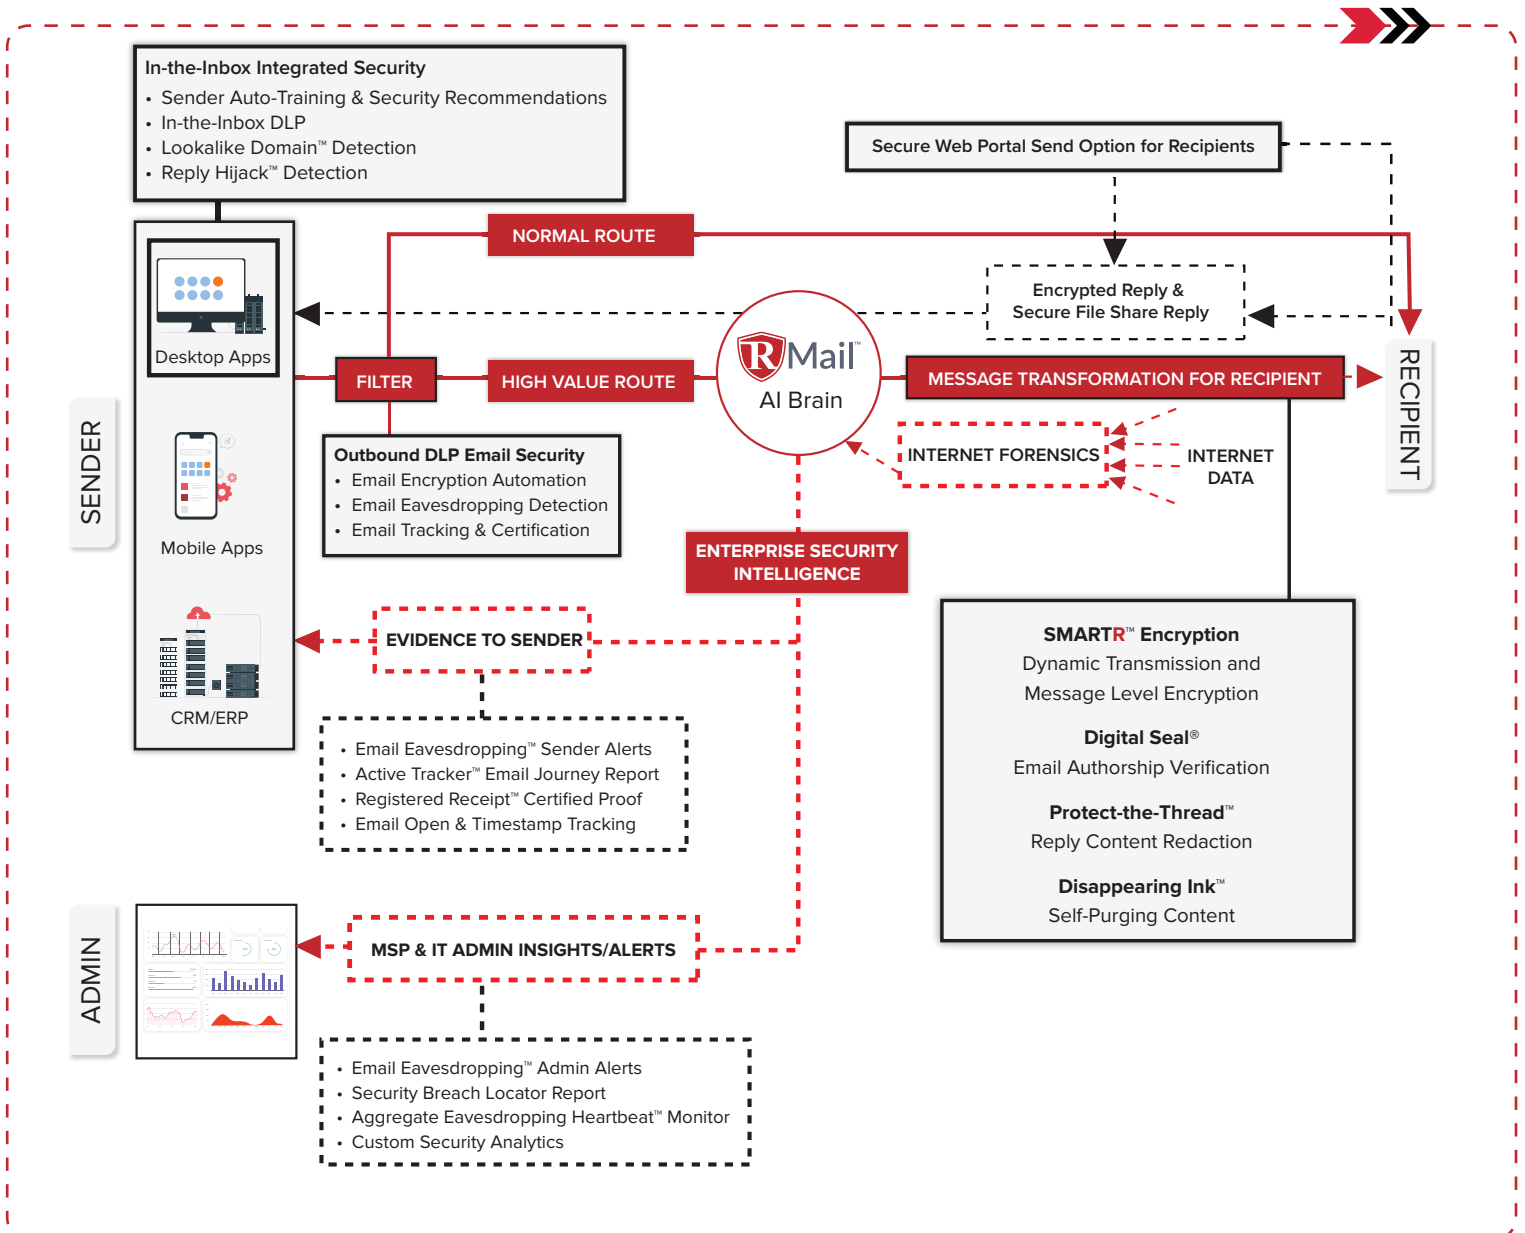 In-the-Inbox Integrated Security
• Sender Auto-Training & Security Recommendations
• In-the-Inbox DLP
• Lookalike Domain™ Detection
• Reply Hijack™ Detection
Secure Web Portal Send Option for Recipients
NORMAL ROUTE
Encrypted Reply &
Secure File Share Reply
Desktop Apps
FILTER
HIGH VALUE ROUTE
RMail™
AI Brain
MESSAGE TRANSFORMATION FOR RECIPIENT
RECIPIENT
SENDER
Outbound DLP Email Security
• Email Encryption Automation
• Email Eavesdropping Detection
• Email Tracking & Certification
INTERNET FORENSICS
INTERNET
DATA
Mobile Apps
ENTERPRISE SECURITY
INTELLIGENCE
EVIDENCE TO SENDER
CRM/ERP
• Email Eavesdropping™ Sender Alerts
• Active Tracker™ Email Journey Report
• Registered Receipt™ Certified Proof
• Email Open & Timestamp Tracking
SMARTR™ Encryption
Dynamic Transmission and
Message Level Encryption
Digital Seal®
Email Authorship Verification
Protect-the-Thread™
Reply Content Redaction
Disappearing Ink™
Self-Purging Content
ADMIN
MSP & IT ADMIN INSIGHTS/ALERTS
• Email Eavesdropping™ Admin Alerts
• Security Breach Locator Report
• Aggregate Eavesdropping Heartbeat™ Monitor
• Custom Security Analytics